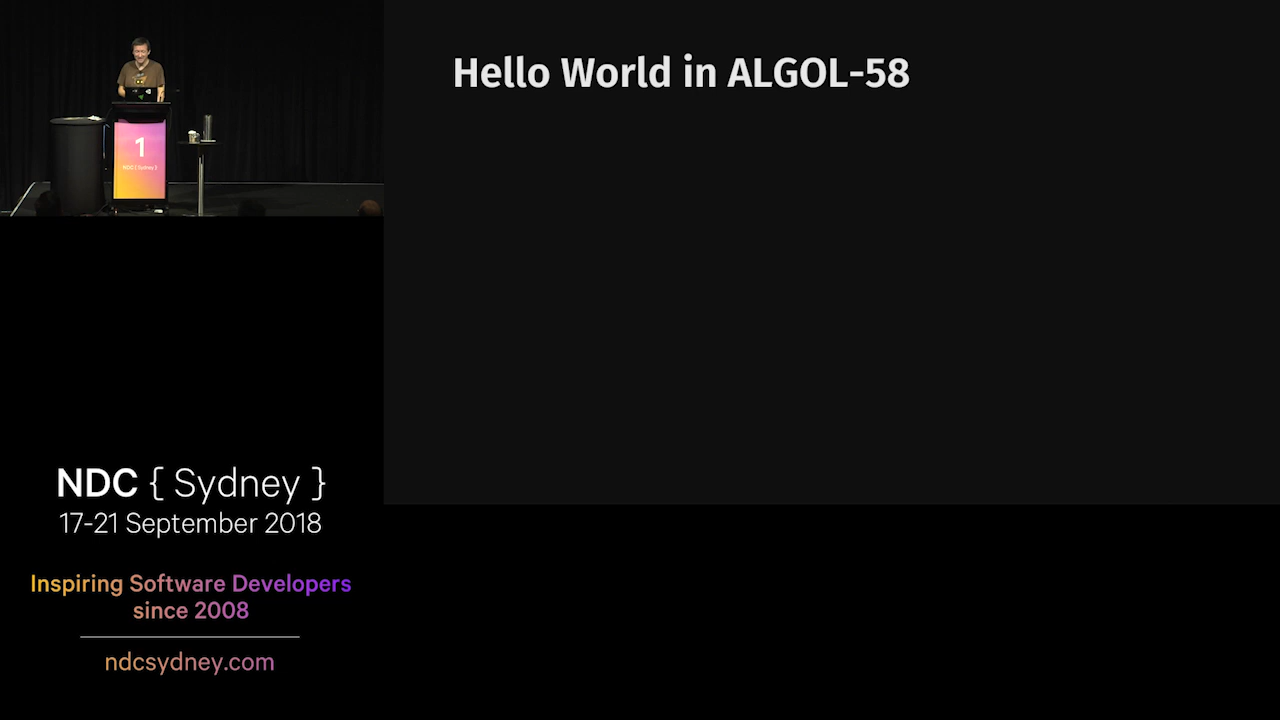 Hello World in ALGOL-58
1
NDC { Sydney }
NDC { Sydney }
17-21 September 2018
Inspiring Software Developers
since 2008
ndcsydney.com